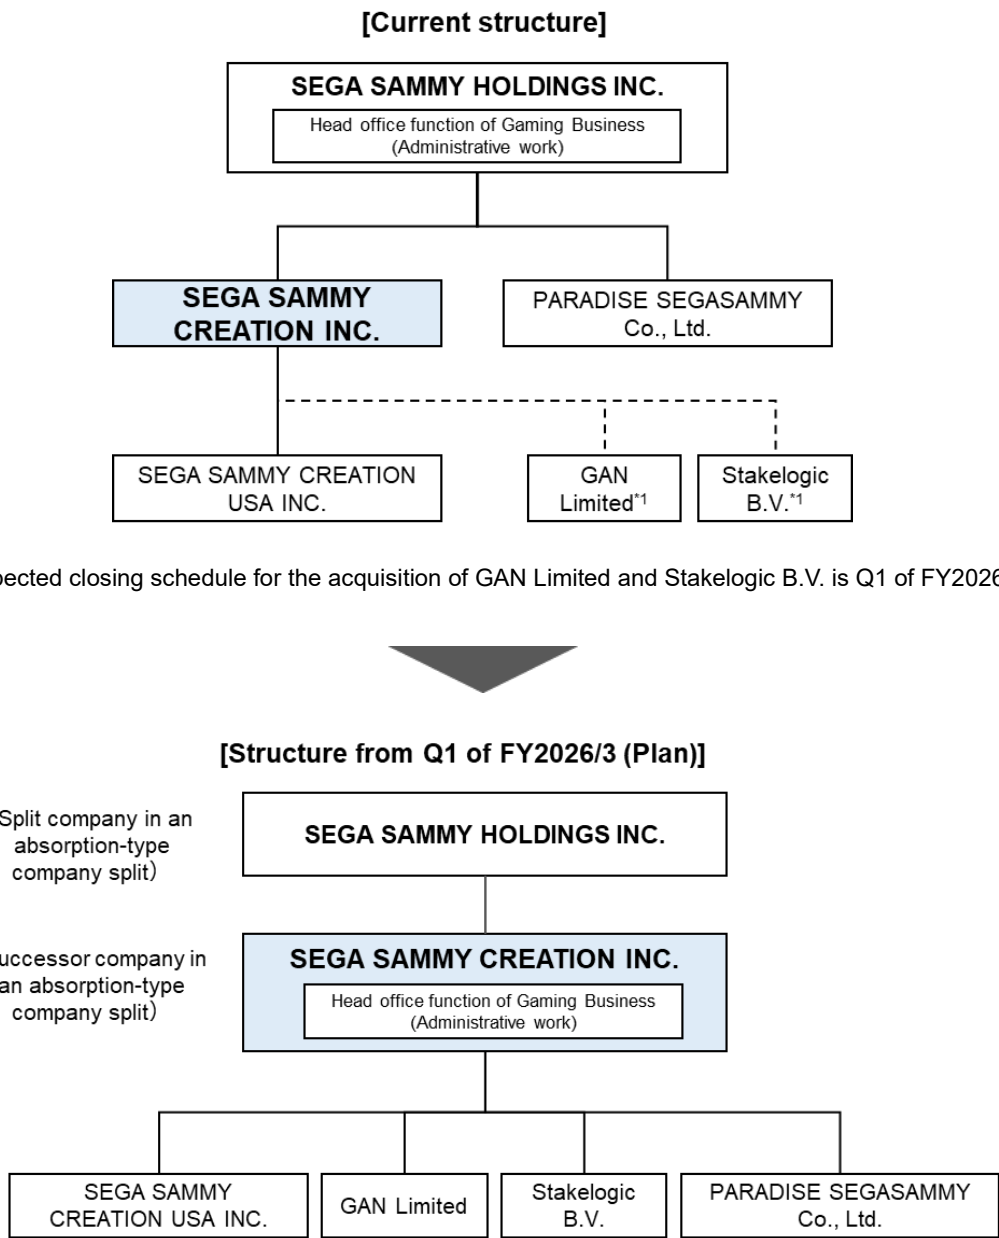 [Current structure]
SEGA SAMMY HOLDINGS INC.
Head office function of Gaming Business
(Administrative work)
SEGA SAMMY
CREATION INC.
PARADISE SEGASAMMY
Co., Ltd.
SEGA SAMMY CREATION
USA INC.
GAN
Limited*1
Stakelogic
B.V.*1
closing schedule for the acquisition of GAN Limited and Stakelogic B.V. is Q1 of FY2026
[Structure from Q1 of FY2026/3 (Plan)]
Split company in an
absorption-type
company split)
SEGA SAMMY HOLDINGS INC.
uccessor company in
an absorption-type
company split)
SEGA SAMMY CREATION INC.
Head office function of Gaming Business
(Administrative work)
SEGA SAMMY
CREATION USA INC.
GAN Limited
Stakelogic
B.V.
PARADISE SEGASAMMY
Co., Ltd.